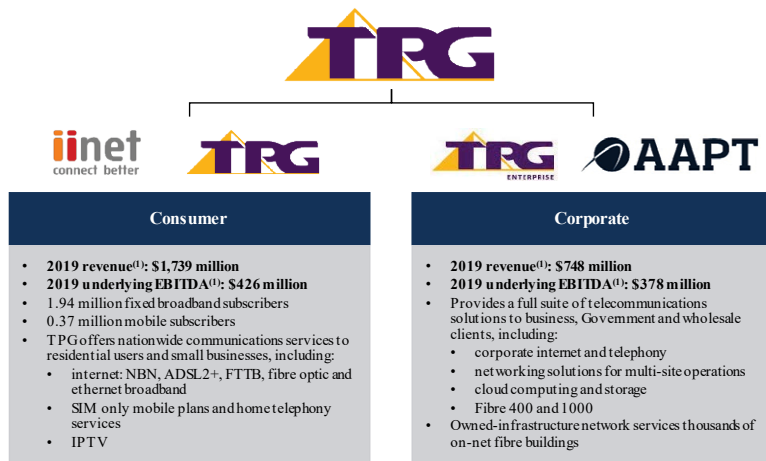 TPG
iinet
connect better
TPG
TPG
ENTERPRISE
AAPT
Consumer
• 2019 revenue(1): $1,739 million
• 2019 underlying EBITDA(1): $426 million
• 1.94 million fixed broadband subscribers
• 0.37 million mobile subscribers
• TPG offers nationwide communications services to
residential users and small businesses, including:
• internet: NBN, ADSL2+, FTTB, fibre optic and
ethernet broadband
• SIM only mobile plans and home telephony
services
• IPTV
Corporate
• 2019 revenue(1): $748 million
• 2019 underlying EBITDA(1): $378 million
• Provides a full suite of telecommunications
solutions to business, Government and wholesale
clients, including:
• corporate internet and telephony
• networking solutions for multi-site operations
• cloud computing and storage
• Fibre 400 and 1000
• Owned-infrastructure network services thousands of
on-net fibre buildings